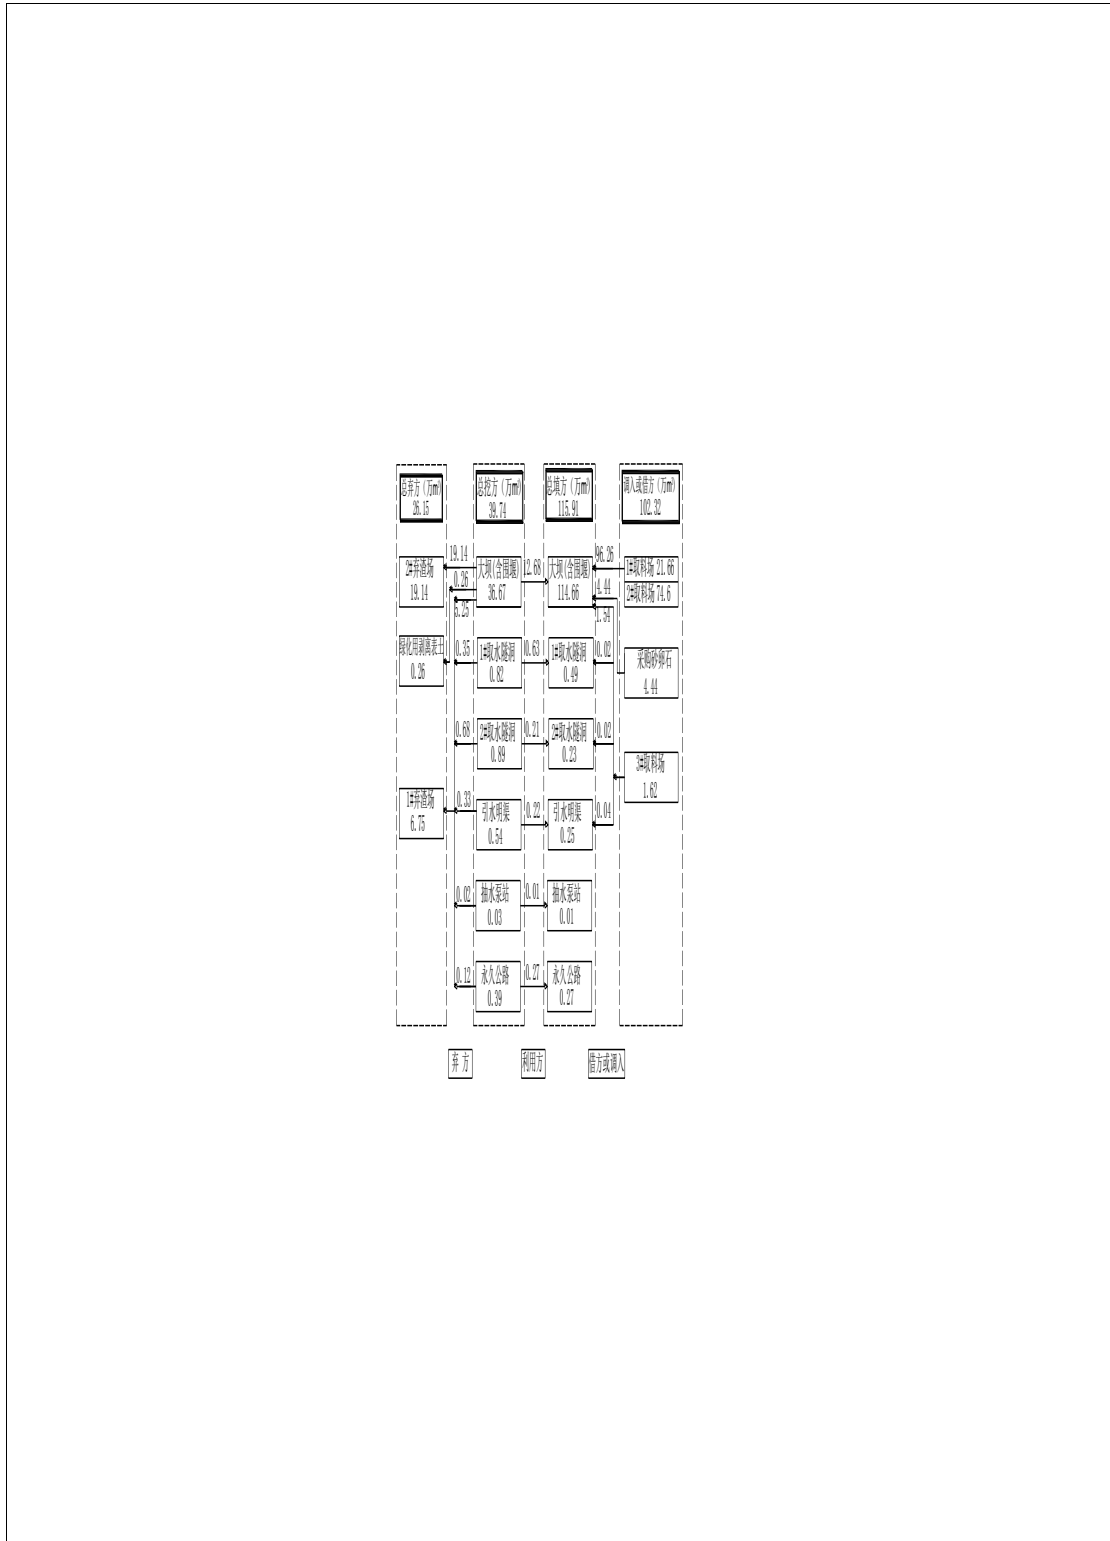 总弃方（万m³）
26.15
总挖方（万m³）
39.74
总填方（万m³）
115.91
调入或借方（万m³）
102.32
2#弃渣场
19.14
19.14
0.26
5.25
大坝(含围堰)
36.67
12.68
大坝(含围堰)
114.66
96.26
4.44
1.54
1#取料场 21.66
2#取料场 74.6
绿化用剥离表土
0.26
0.35
1#取水隧洞
0.82
0.63
1#取水隧洞
0.49
0.02
采购砂卵石
4.44
0.68
2#取水隧洞
0.89
0.21
2#取水隧洞
0.23
0.02
3#取料场
1.62
1#弃渣场
6.75
0.33
引水明渠
0.54
0.22
引水明渠
0.25
0.04
0.02
抽水泵站
0.03
0.01
抽水泵站
0.01
0.12
永久公路
0.39
0.27
永久公路
0.27
弃 方
利用方
借方或调入